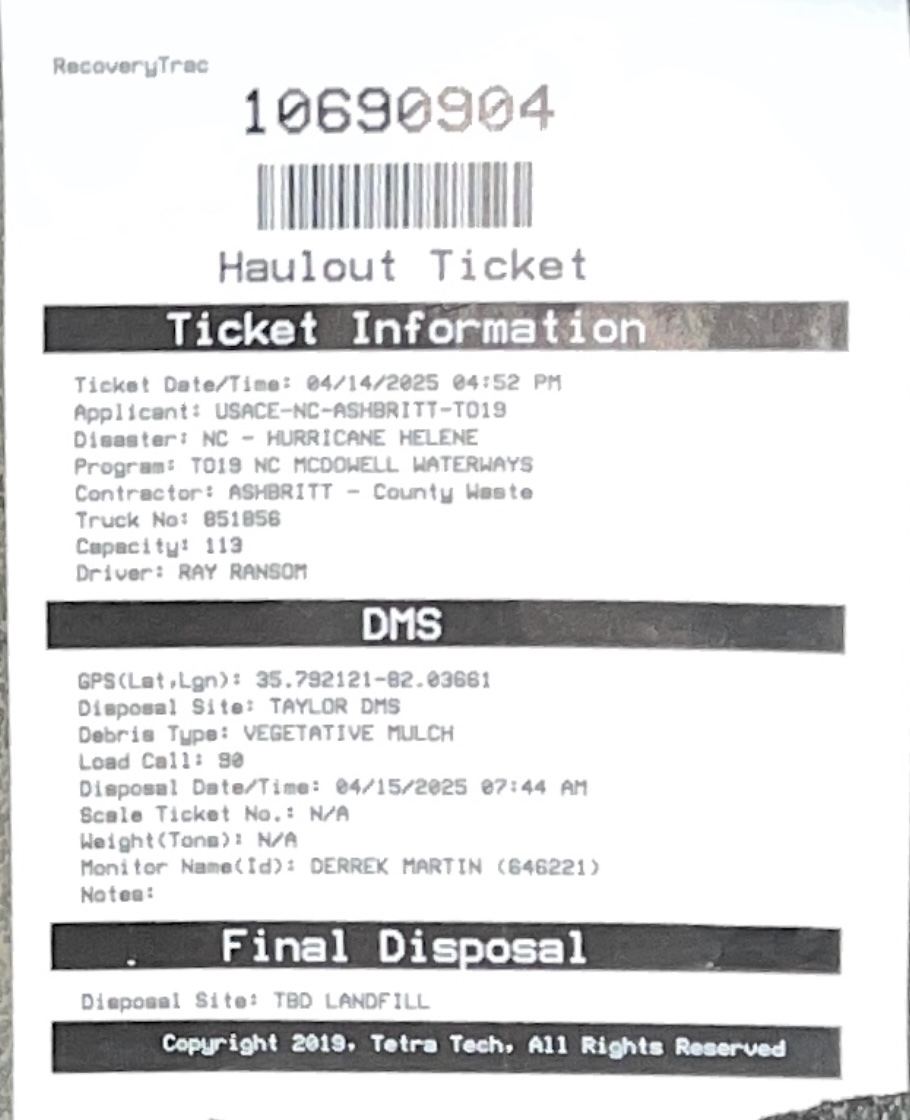 RecoveryTrac
10690904
Haulout Ticket
Ticket Information
Ticket Date/Time: 04/14/2025 04:52 PM
Applicant: USACE-NC-ASHBRITT-TO19
Disaster: NC - HURRICANE HELENE
Program: TO19 NC MCDOWELL WATERWAYS
Contractor: ASHBRITT - County Waste
Truck No: 851856
Capacity: 113
Driver: RAY RANSOM
DMS
GPS(Lat,Lgn): 35.792121-82.03661
Disposal Site: TAYLOR DMS
Debris Type: VEGETATIVE MULCH
Load Call: 90
Disposal Date/Time: 04/15/2025 07:44 AM
Scale Ticket No.: N/A
Weight(Tons): N/A
Monitor Name(Id): DERREK MARTIN (646221)
Notes:
Final Disposal
Disposal Site: TBD LANDFILL
Copyright 2019, Tetra Tech, All Rights Reserved